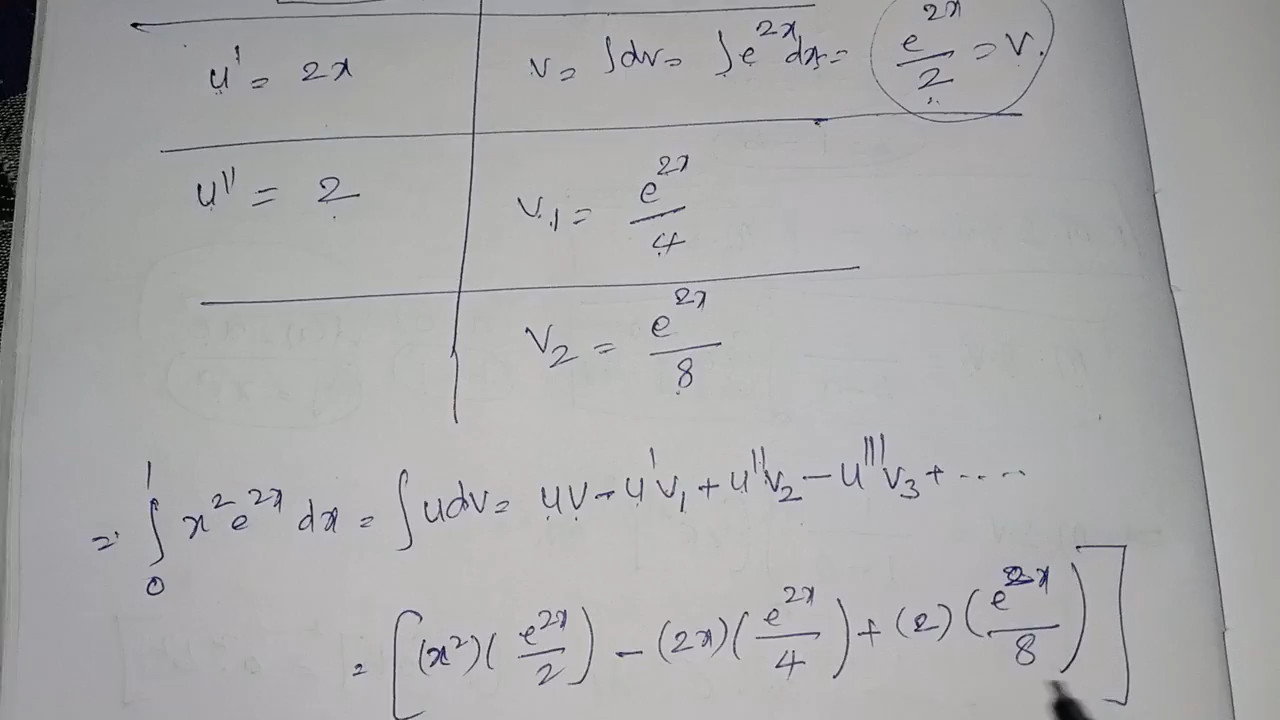 u' = 2x v = ∫dv = ∫e^{2x}dx = e^{2x}/2 = v.
u'' = 2 v_1 = e^{2x}/4
v_2 = e^{2x}/8
= ∫_0^1 x^2 e^{2x} dx = ∫udv = uv - u'v_1 + u''v_2 - u'''v_3 + ....
= [(x^2)(e^{2x}/2) - (2x)(e^{2x}/4) + (2)(e^{2x}/8)]